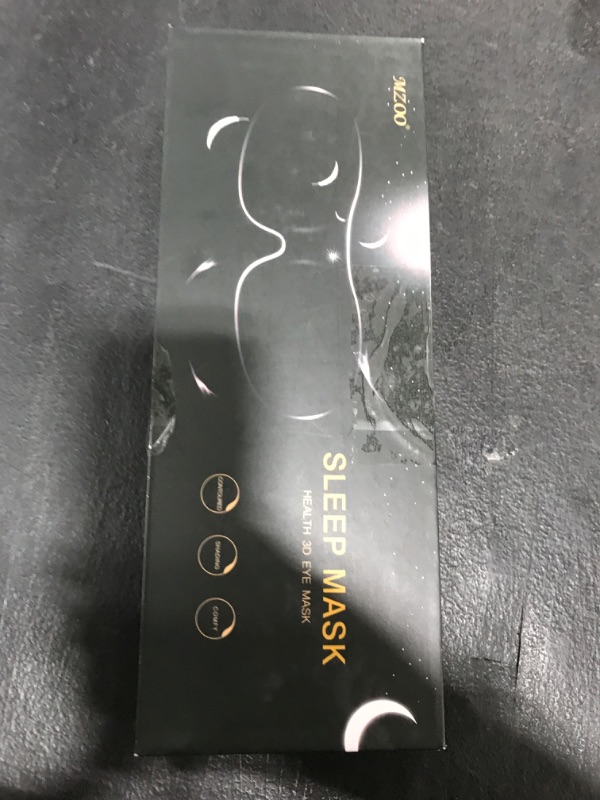 MZOO®
SLEEP MASK
HEALTH 3D EYE MASK
CONTOURED
SHADING
COMFY